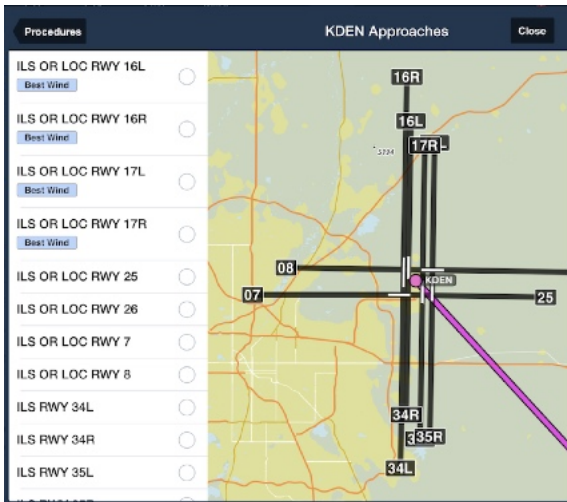 Procedures
KDEN Approaches
Close
ILS OR LOC RWY 16L
Best Wind
ILS OR LOC RWY 16R
Best Wind
ILS OR LOC RWY 17L
Best Wind
ILS OR LOC RWY 17R
Best Wind
ILS OR LOC RWY 25
ILS OR LOC RWY 26
ILS OR LOC RWY 7
ILS OR LOC RWY 8
ILS RWY 34L
ILS RWY 34R
ILS RWY 35L
16R
16L
17R
08
KDEN
07
25
34R
35R
34L